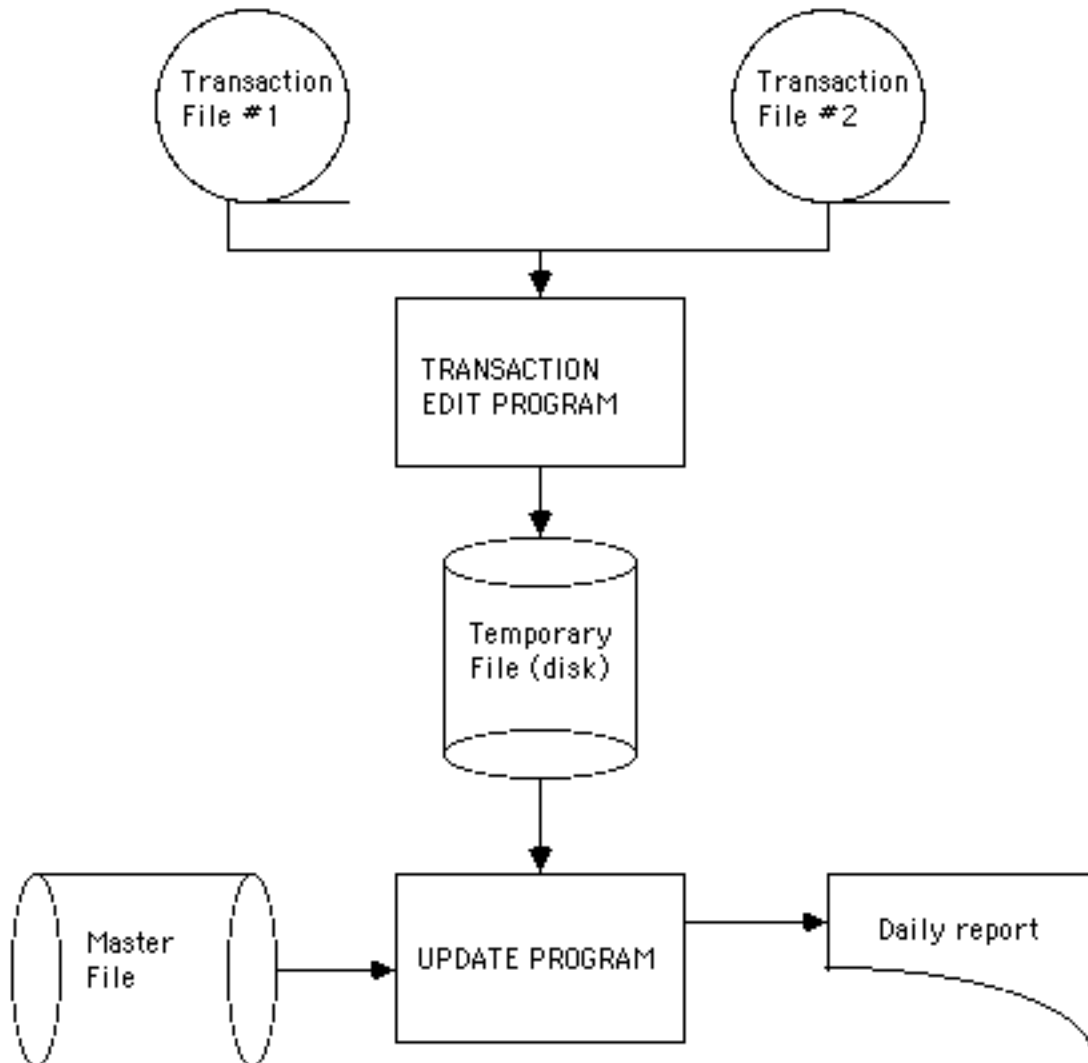 Transaction
File #1
Transaction
File #2
TRANSACTION
EDIT PROGRAM
Temporary
File (disk)
Master
File
UPDATE PROGRAM
Daily report